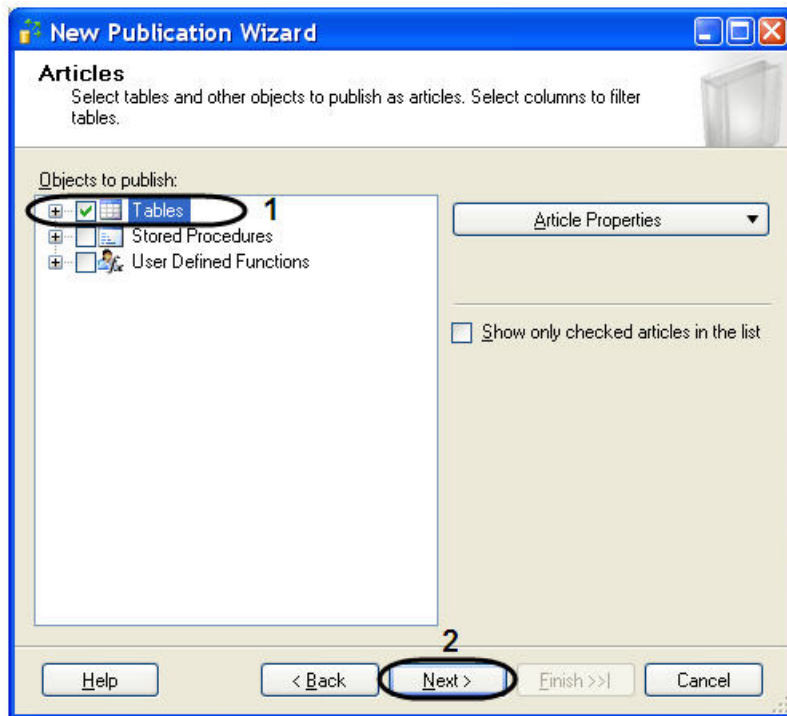 New Publication Wizard
Articles
Select tables and other objects to publish as articles. Select columns to filter
tables.
Objects to publish:
Tables
1
Stored Procedures
User Defined Functions
Article Properties
Show only checked articles in the list
2
Help
< Back
Next >
Finish >>|
Cancel